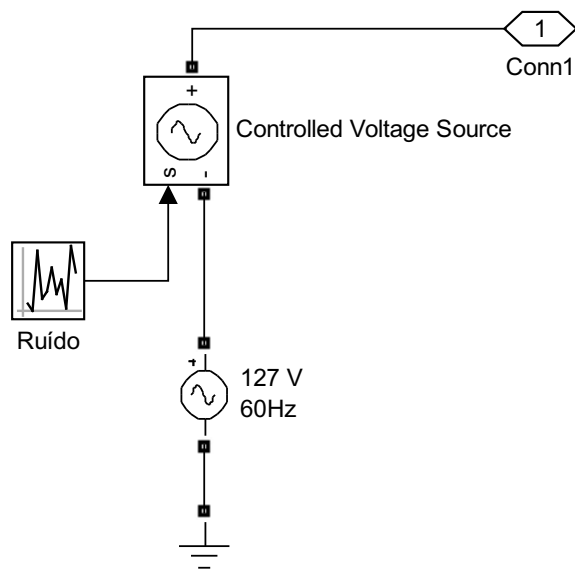 1
Conn1
+
Controlled Voltage Source
s
-
Ruído
+
127 V
60Hz